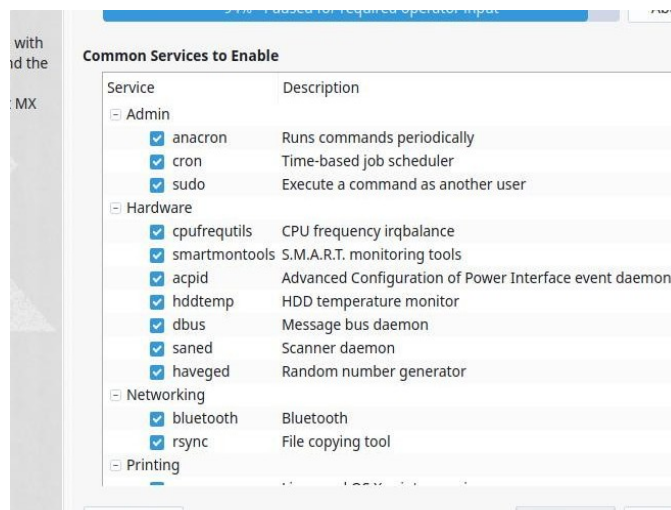 with
nd the
MX
Common Services to Enable
Service Description
Admin
anacron Runs commands periodically
cron Time-based job scheduler
sudo Execute a command as another user
Hardware
cpufrequtils CPU frequency irqbalance
smartmontools S.M.A.R.T. monitoring tools
acpid Advanced Configuration of Power Interface event daemon
hddtemp HDD temperature monitor
dbus Message bus daemon
saned Scanner daemon
haveged Random number generator
Networking
bluetooth Bluetooth
rsync File copying tool
Printing